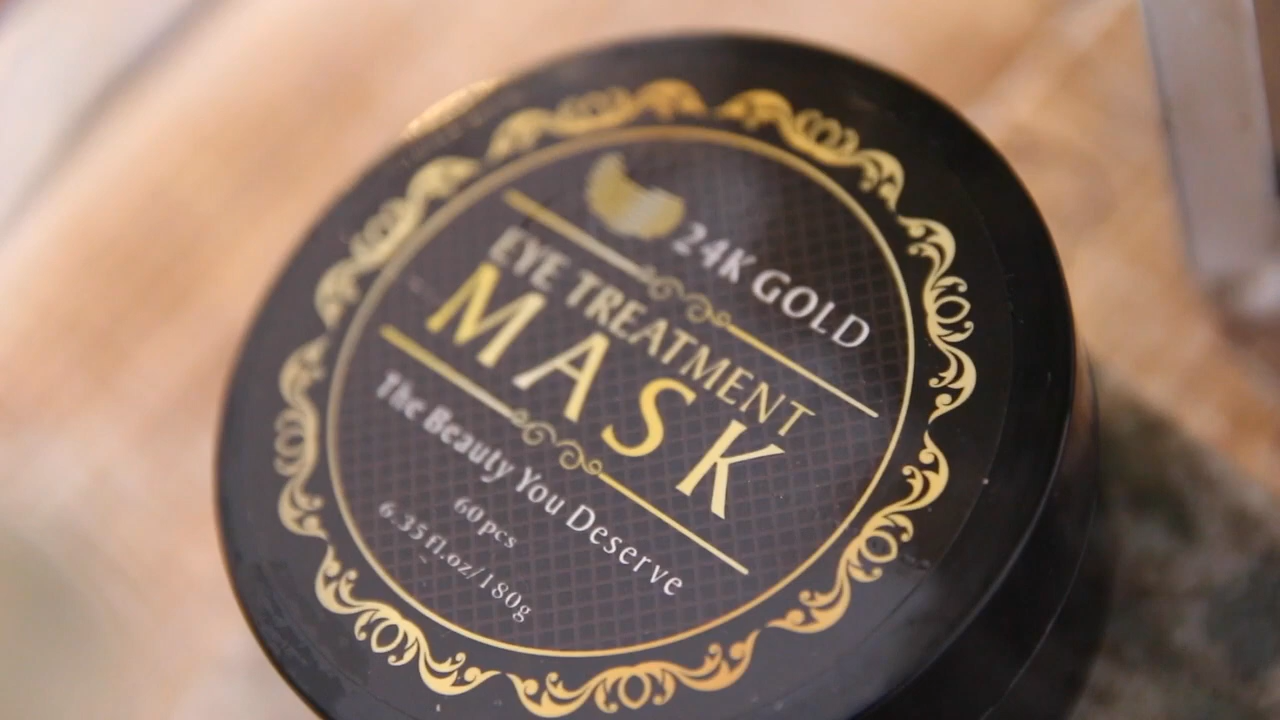 24K GOLD
EYE TREATMENT
MASK
The Beauty You Deserve
60 pcs
6.35 fl.oz/180g